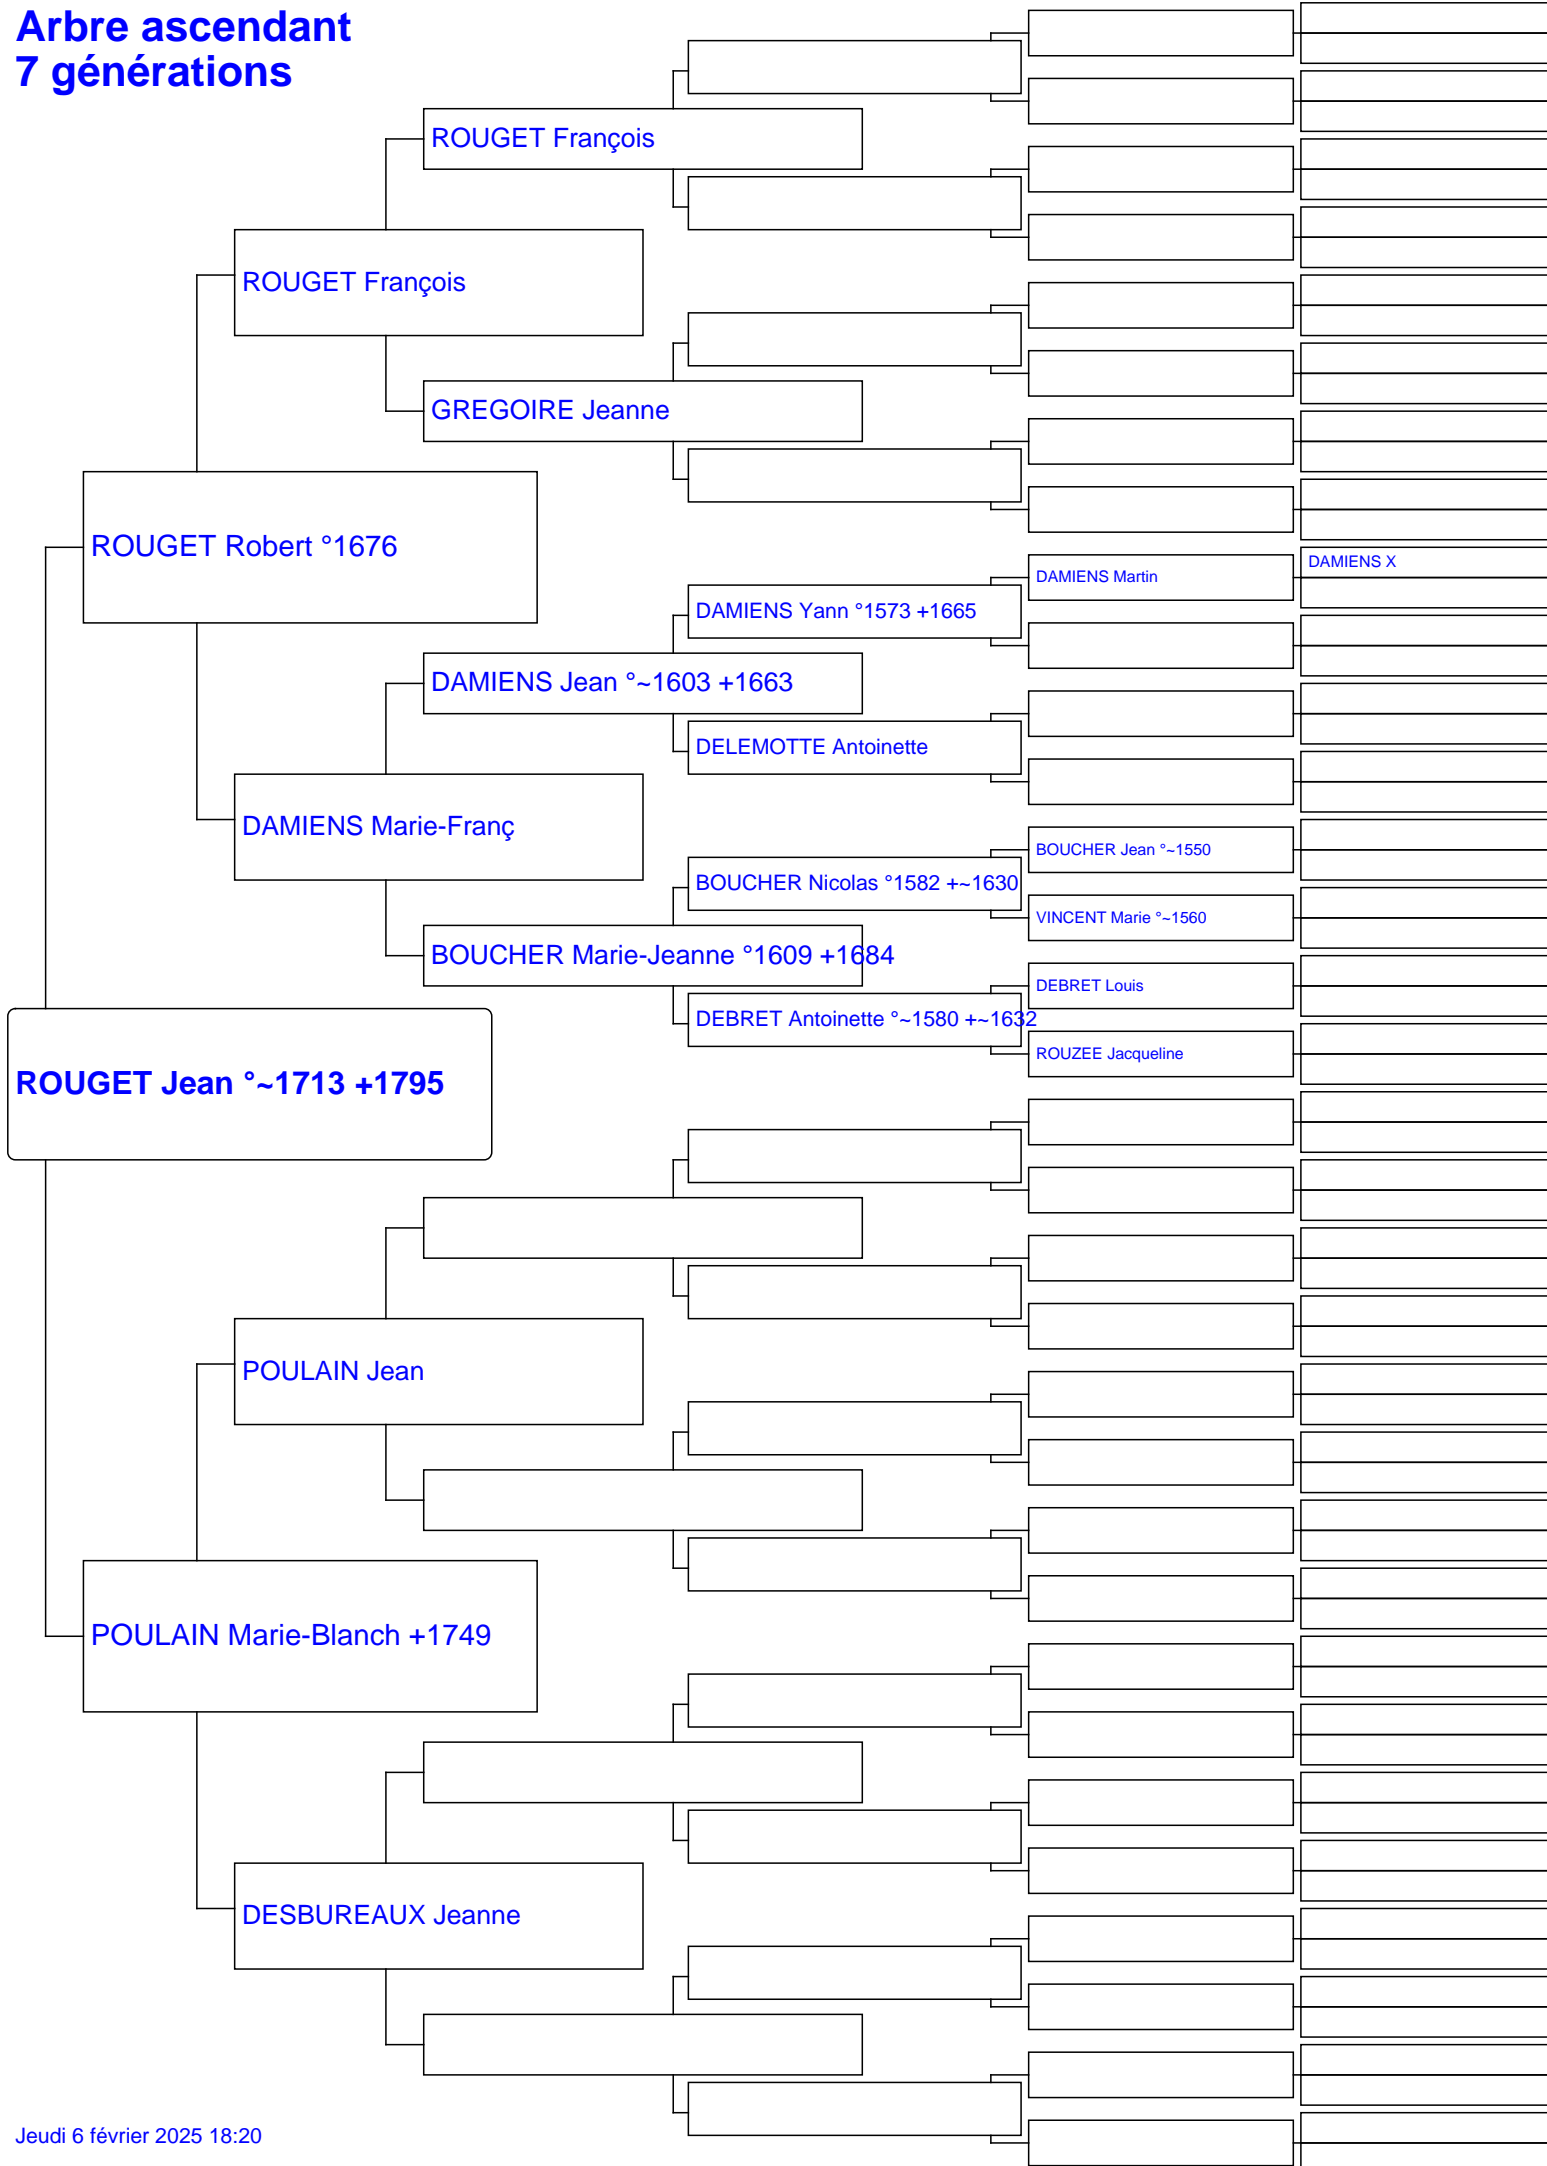 Arbre ascendant
7 générations
ROUGET François
ROUGET François
GREGOIRE Jeanne
ROUGET Robert °1676
DAMIENS X
DAMIENS Martin
DAMIENS Yann °1573 +1665
DAMIENS Jean °~1603 +1663
DELEMOTTE Antoinette
DAMIENS Marie-Franç
BOUCHER Jean °~1550
BOUCHER Nicolas °1582 +~1630
VINCENT Marie °~1560
BOUCHER Marie-Jeanne °1609 +1684
DEBRET Louis
DEBRET Antoinette °~1580 +~1632
ROUZEE Jacqueline
ROUGET Jean °~1713 +1795
POULAIN Jean
POULAIN Marie-Blanch +1749
DESBUREAUX Jeanne
Jeudi 6 février 2025 18:20